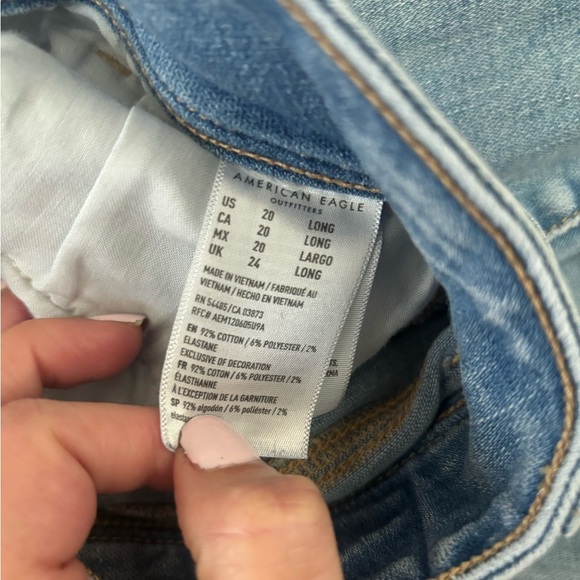 AMERICAN EAGLE
OUTFITTERS
US 20 LONG
CA 20 LONG
MX 20 LARGO
UK 24 LONG
MADE IN VIETNAM / FABRIQUÉ AU
VIETNAM / HECHO EN VIETNAM
RN 54485/CA 03873
RFC# AEM120605U9A
EN 92% COTTON / 6% POLYESTER / 2%
ELASTANE
EXCLUSIVE OF DECORATION
FR 92% COTON / 6% POLYESTER / 2%
ÉLASTHANNE
À L'EXCEPTION DE LA GARNITURE
SP 92% algodón / 6% poliéster / 2%